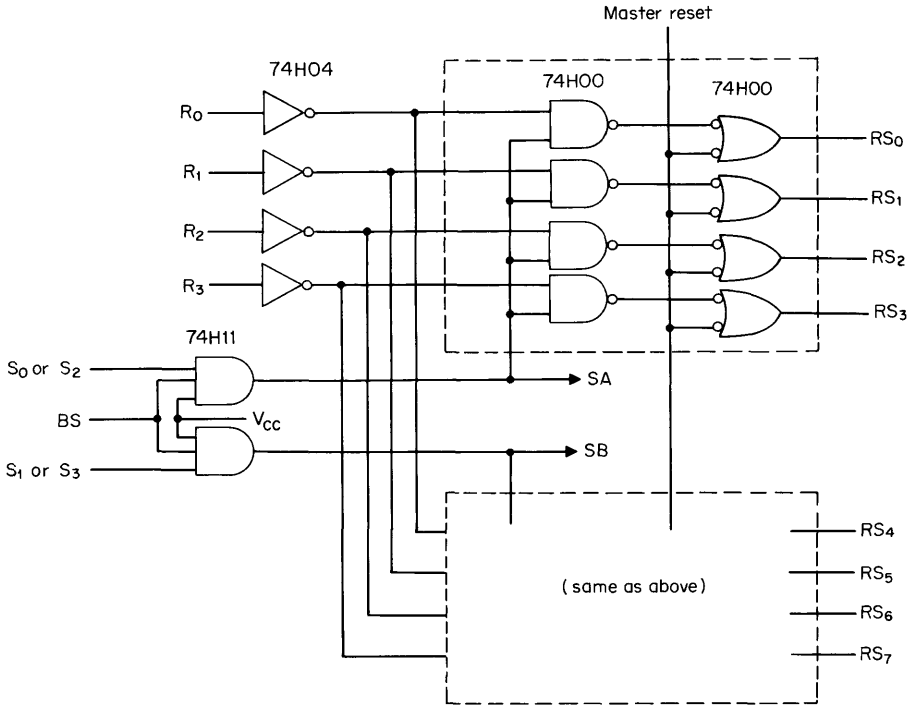 Master reset
74H04
74H00
74H00
R₀
RS₀
R₁
RS₁
R₂
RS₂
R₃
RS₃
74H11
S₀ or S₂
SA
BS
V_CC
SB
S₁ or S₃
RS₄
RS₅
(same as above)
RS₆
RS₇